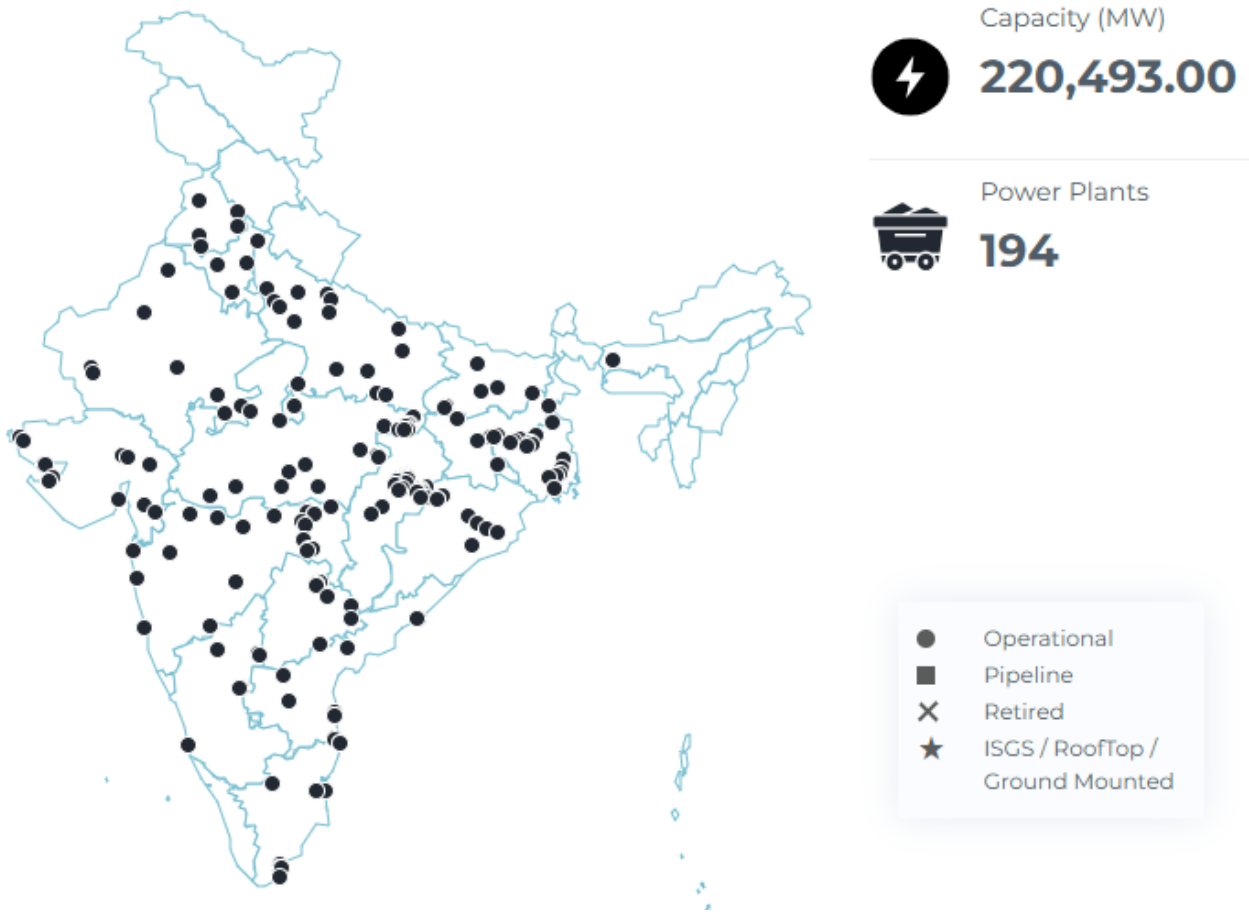 Capacity (MW)
220,493.00
Power Plants
194
Operational
Pipeline
Retired
ISGS / RoofTop /
Ground Mounted